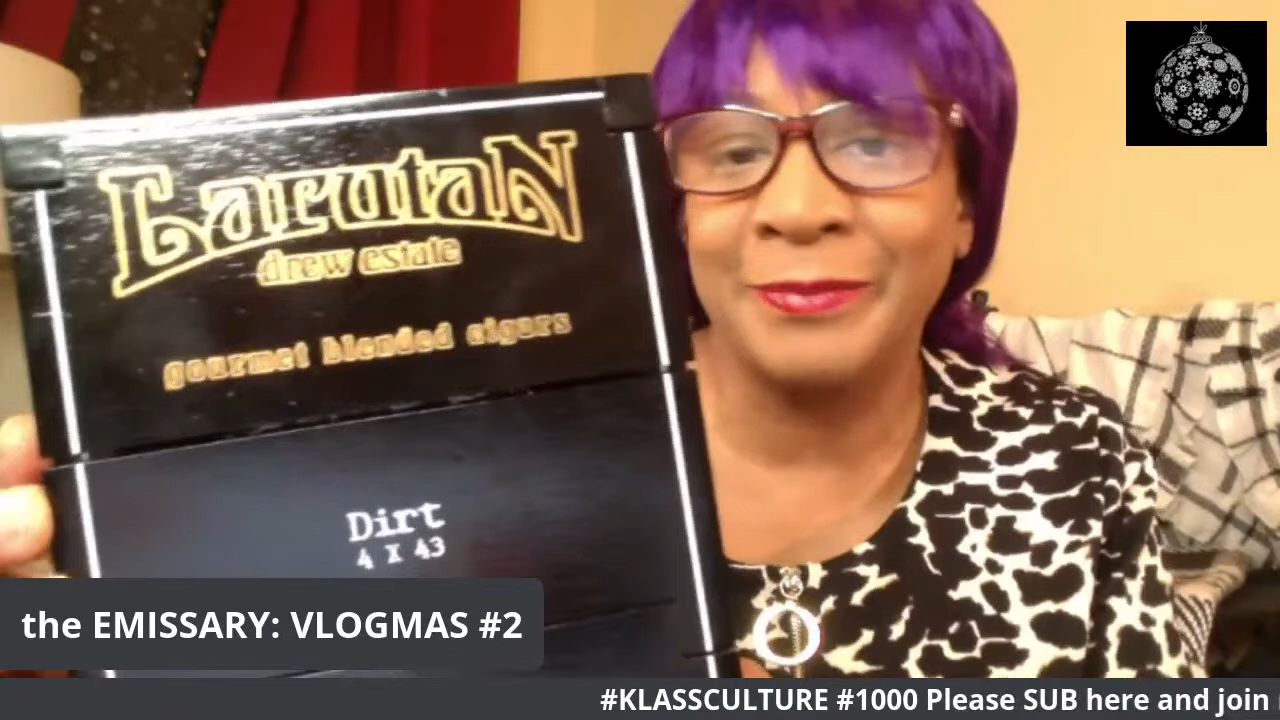 Larutan
drew estate
gourmet blended cigars
Dirt
4 X 43
the EMISSARY: VLOGMAS #2
#KLASSCULTURE #1000 Please SUB here and join